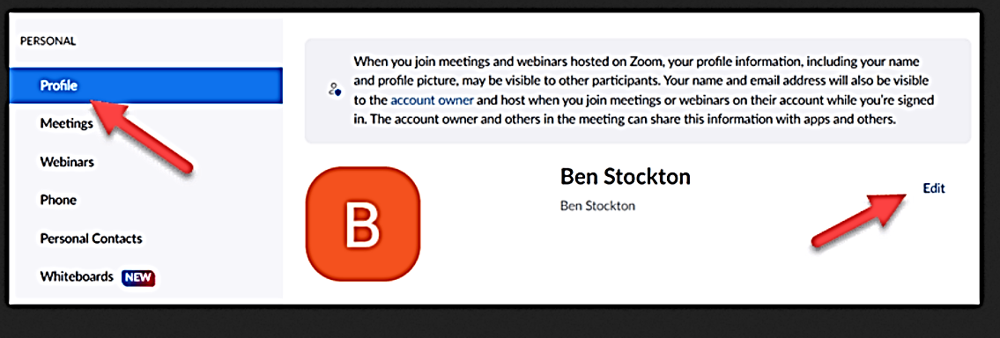 PERSONAL
Profile
Meetings
Webinars
Phone
Personal Contacts
Whiteboards NEW
When you join meetings and webinars hosted on Zoom, your profile information, including your name
and profile picture, may be visible to other participants. Your name and email address will also be visible
to the account owner and host when you join meetings or webinars on their account while you're signed
in. The account owner and others in the meeting can share this information with apps and others.
B
Ben Stockton
Ben Stockton
Edit